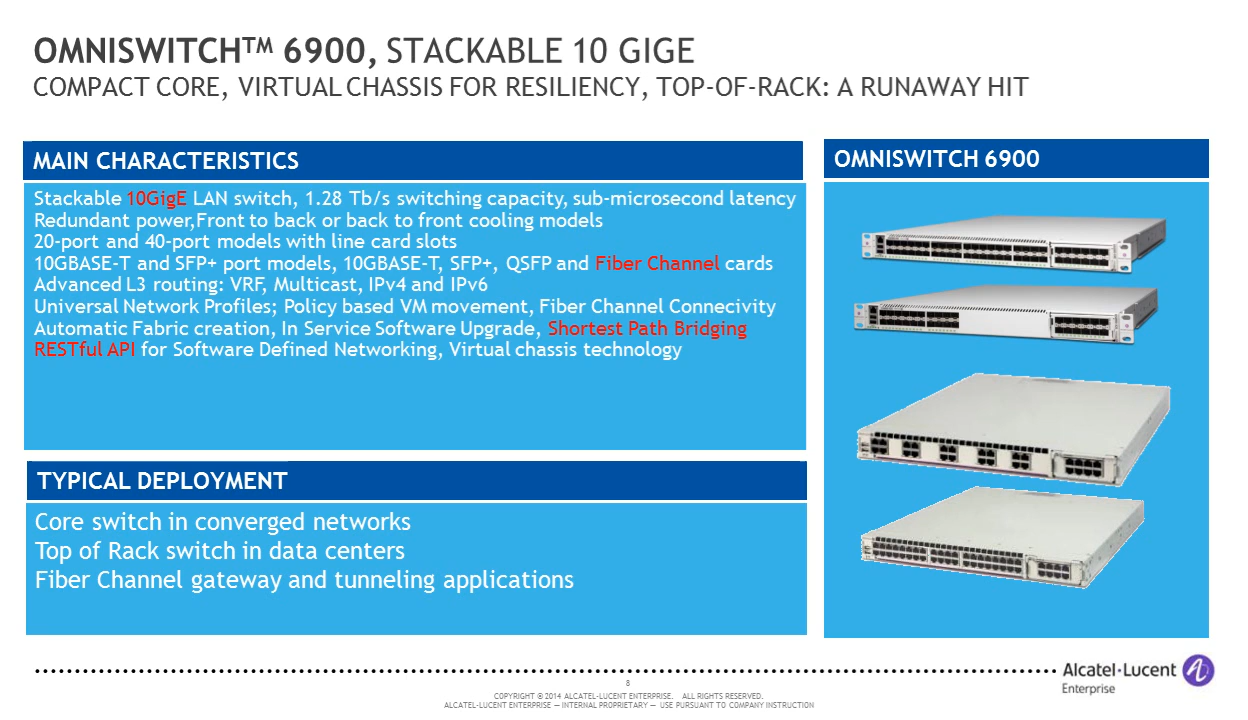 OMNISWITCH™ 6900, STACKABLE 10 GIGE
COMPACT CORE, VIRTUAL CHASSIS FOR RESILIENCY, TOP-OF-RACK: A RUNAWAY HIT
MAIN CHARACTERISTICS
Stackable 10GigE LAN switch, 1.28 Tb/s switching capacity, sub-microsecond latency
Redundant power,Front to back or back to front cooling models
20-port and 40-port models with line card slots
10GBASE-T and SFP+ port models, 10GBASE-T, SFP+, QSFP and Fiber Channel cards
Advanced L3 routing: VRF, Multicast, IPv4 and IPv6
Universal Network Profiles; Policy based VM movement, Fiber Channel Connecivity
Automatic Fabric creation, In Service Software Upgrade, Shortest Path Bridging
RESTful API for Software Defined Networking, Virtual chassis technology
TYPICAL DEPLOYMENT
Core switch in converged networks
Top of Rack switch in data centers
Fiber Channel gateway and tunneling applications
OMNISWITCH 6900
Alcatel·Lucent
Enterprise
8
COPYRIGHT © 2014 ALCATEL-LUCENT ENTERPRISE. ALL RIGHTS RESERVED.
ALCATEL-LUCENT ENTERPRISE — INTERNAL PROPRIETARY — USE PURSUANT TO COMPANY INSTRUCTION